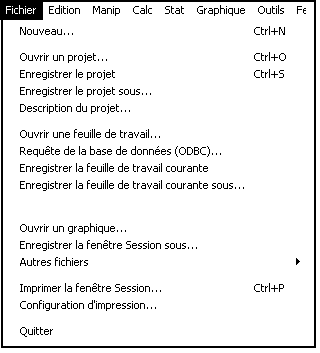 Fichier Edition Manip Calc Stat Graphique Outils Fe
Nouveau... Ctrl+N
Ouvrir un projet... Ctrl+O
Enregistrer le projet Ctrl+S
Enregistrer le projet sous...
Description du projet...
Ouvrir une feuille de travail...
Requête de la base de données (ODBC)...
Enregistrer la feuille de travail courante
Enregistrer la feuille de travail courante sous...
Ouvrir un graphique...
Enregistrer la fenêtre Session sous...
Autres fichiers
Imprimer la fenêtre Session... Ctrl+P
Configuration d'impression...
Quitter